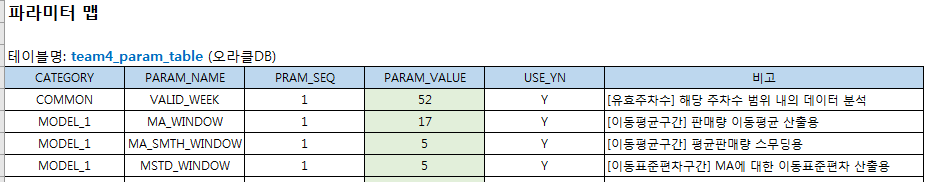 파라미터 맵
테이블명: team4_param_table (오라클DB)
CATEGORY PARAM_NAME PRAM_SEQ PARAM_VALUE USE_YN 비고
COMMON VALID_WEEK 1 52 Y [유효주차수] 해당 주차수 범위 내의 데이터 분석
MODEL_1 MA_WINDOW 1 17 Y [이동평균구간] 판매량 이동평균 산출용
MODEL_1 MA_SMTH_WINDOW 1 5 Y [이동평균구간] 평균판매량 스무딩용
MODEL_1 MSTD_WINDOW 1 5 Y [이동표준편차구간] MA에 대한 이동표준편차 산출용